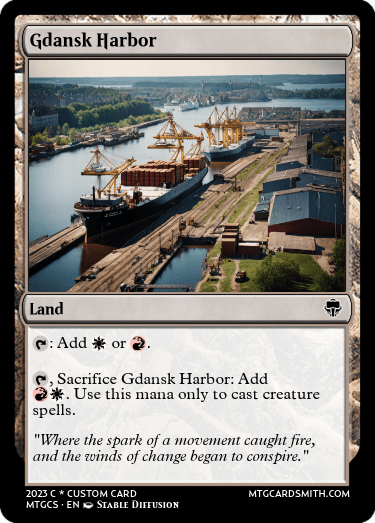 Gdansk Harbor
Land
: Add or .
, Sacrifice Gdansk Harbor: Add
. Use this mana only to cast creature
spells.
"Where the spark of a movement caught fire,
and the winds of change began to conspire."
2023 C * CUSTOM CARD
MTGCARDSMITH.COM
MTGCS · EN Stable Diffusion